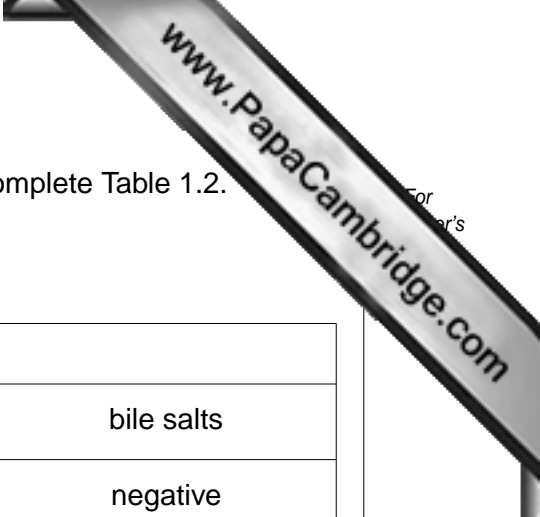 www.PapaCambridge.com
omplete Table 1.2.
For
er's
bile salts
negative